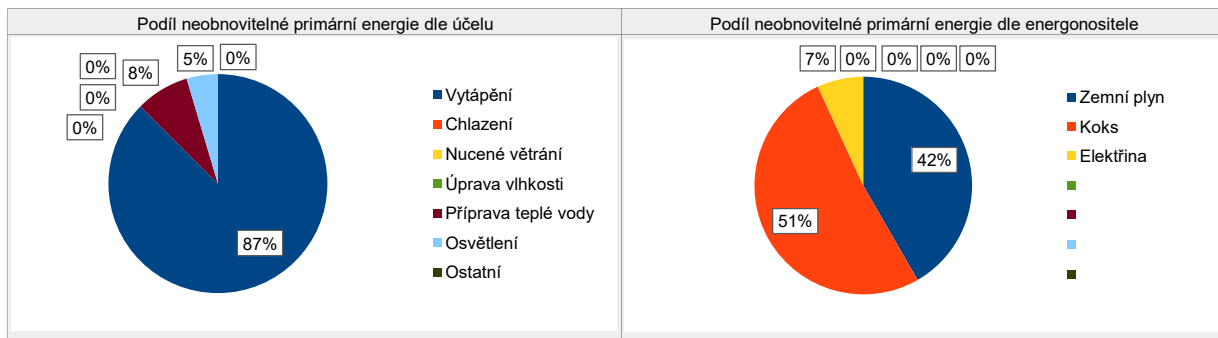 Podíl neobnovitelné primární energie dle účelu
0%
8%
5%
0%
0%
0%
87%
Vytápění
Chlazení
Nucené větrání
Úprava vlhkosti
Příprava teplé vody
Osvětlení
Ostatní
Podíl neobnovitelné primární energie dle energonositele
7%
0%
0%
0%
0%
42%
51%
Zemní plyn
Koks
Elektřina